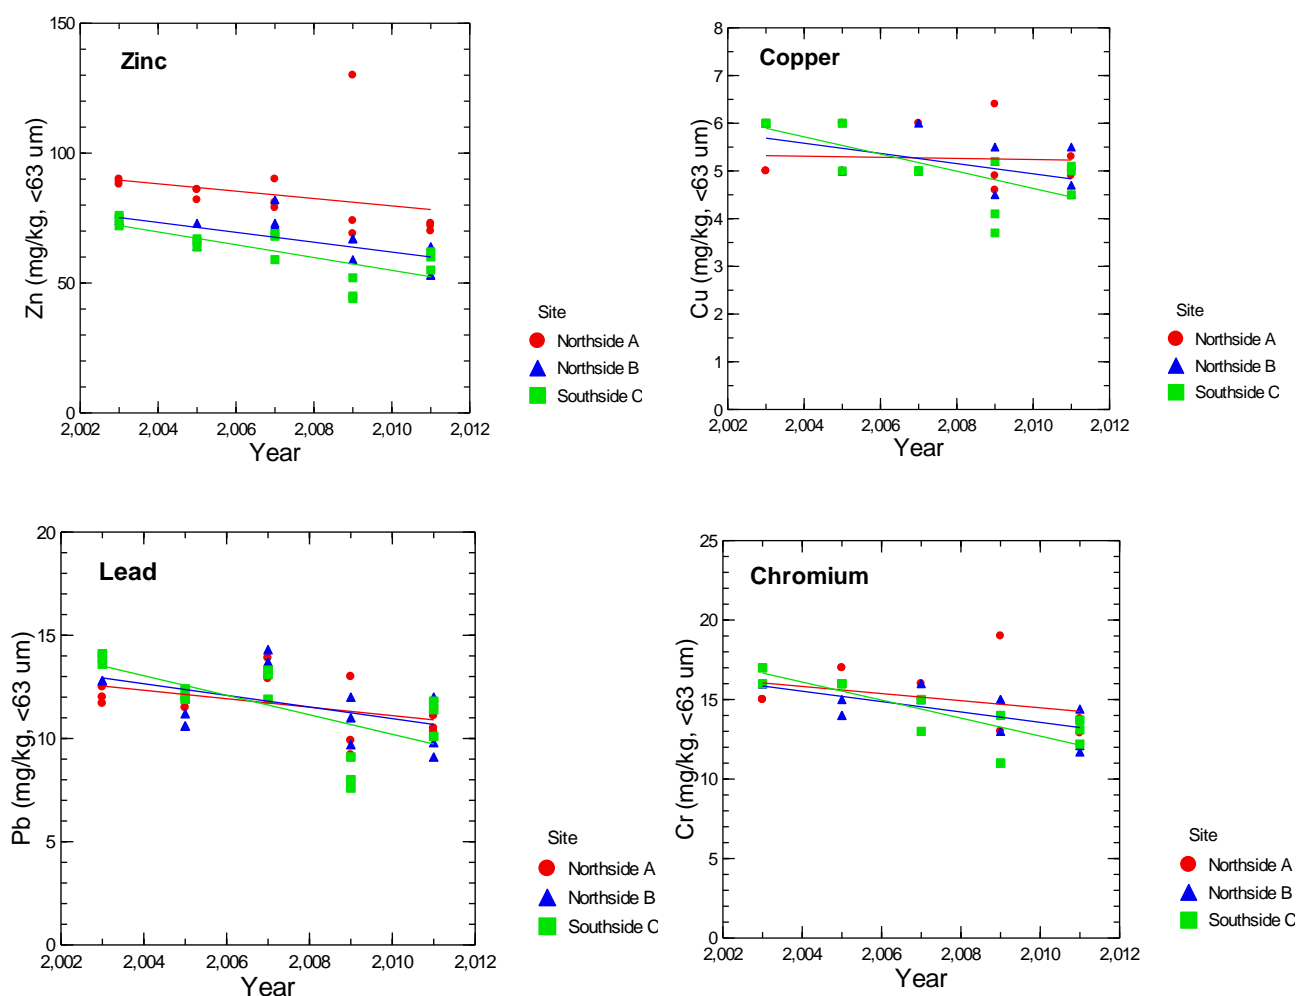 Zinc
Zn (mg/kg, <63 um)
150
100
50
0
2,002 2,004 2,006 2,008 2,010 2,012
Year
Site
Northside A
Northside B
Southside C
Copper
Cu (mg/kg, <63 um)
8
7
6
5
4
3
2
1
0
2,002 2,004 2,006 2,008 2,010 2,012
Year
Site
Northside A
Northside B
Southside C
Lead
Pb (mg/kg, <63 um)
20
15
10
5
0
2,002 2,004 2,006 2,008 2,010 2,012
Year
Site
Northside A
Northside B
Southside C
Chromium
Cr (mg/kg, <63 um)
25
20
15
10
5
0
2,002 2,004 2,006 2,008 2,010 2,012
Year
Site
Northside A
Northside B
Southside C